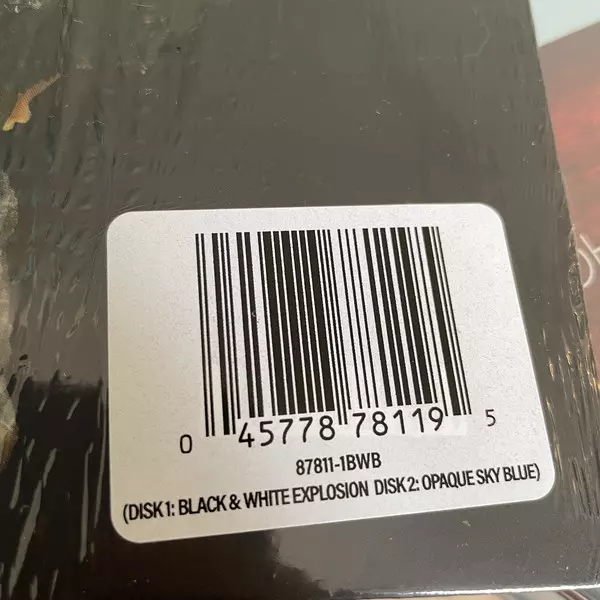 0 45778 78119 5
87811-1BWB
(DISK 1: BLACK & WHITE EXPLOSION DISK 2: OPAQUE SKY BLUE)